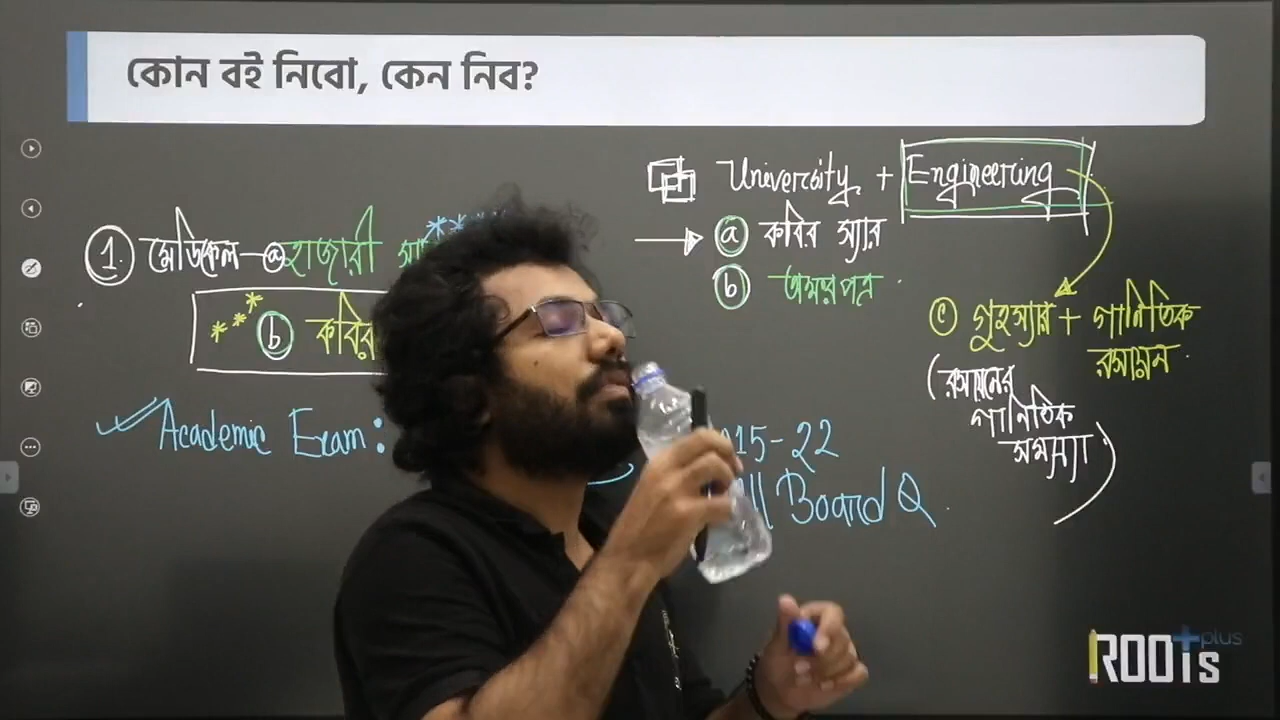 কোন বই নিবো, কেন নিব?
University + Engineering
1 মেডিকেল - a হাজারী
a কবির স্যার
b অক্ষরপত্র
b কবির
c গুহস্যার + গাণিতিক
রসায়ন
(রসায়নের
গাণিতিক
সমস্যা)
Academic Exam:
15-22
Board Q
ROOTs plus